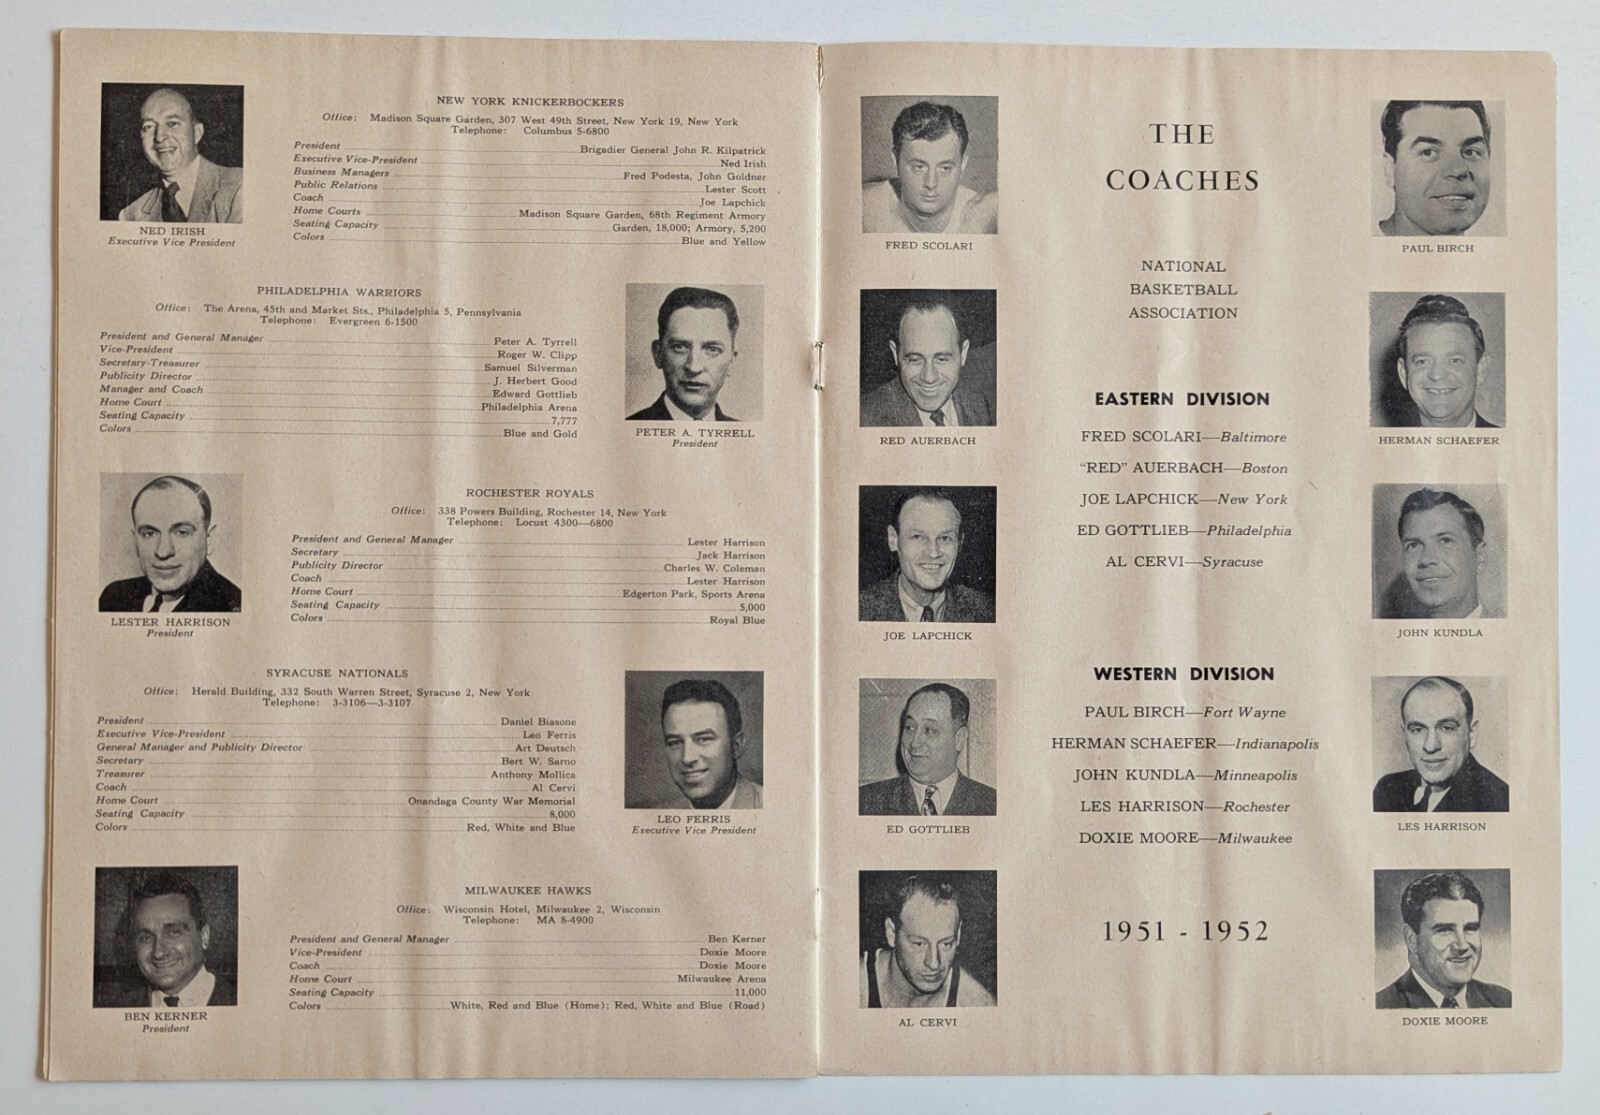 NED IRISH
Executive Vice President
NEW YORK KNICKERBOCKERS
Office: Madison Square Garden, 307 West 49th Street, New York 19, New York
Telephone: Columbus 5-6800
President Brigadier General John R. Kilpatrick
Executive Vice-President Ned Irish
Business Managers Fred Podesta, John Goldner
Public Relations Lester Scott
Coach Joe Lapchick
Home Courts Madison Square Garden, 68th Regiment Armory
Seating Capacity Garden, 18,000; Armory, 5,200
Colors Blue and Yellow
PHILADELPHIA WARRIORS
Office: The Arena, 45th and Market Sts., Philadelphia 5, Pennsylvania
Telephone: Evergreen 6-1500
President and General Manager Peter A. Tyrrell
Vice-President Roger W. Clipp
Secretary-Treasurer Samuel Silverman
Publicity Director J. Herbert Good
Manager and Coach Edward Gottlieb
Home Court Philadelphia Arena
Seating Capacity 7,777
Colors Blue and Gold
PETER A. TYRRELL
President
LESTER HARRISON
President
ROCHESTER ROYALS
Office: 338 Powers Building, Rochester 14, New York
Telephone: Locust 4300—6800
President and General Manager Lester Harrison
Secretary Jack Harrison
Publicity Director Charles W. Coleman
Coach Lester Harrison
Home Court Edgerton Park, Sports Arena
Seating Capacity 5,000
Colors Royal Blue
SYRACUSE NATIONALS
Office: Herald Building, 332 South Warren Street, Syracuse 2, New York
Telephone: 3-3106—3-3107
President Daniel Biasone
Executive Vice-President Leo Ferris
General Manager and Publicity Director Art Deutsch
Secretary Bert W. Sarno
Treasurer Anthony Mollica
Coach Al Cervi
Home Court Onandaga County War Memorial
Seating Capacity 8,000
Colors Red, White and Blue
LEO FERRIS
Executive Vice President
BEN KERNER
President
MILWAUKEE HAWKS
Office: Wisconsin Hotel, Milwaukee 2, Wisconsin
Telephone: MA 8-4900
President and General Manager Ben Kerner
Vice-President Doxie Moore
Coach Doxie Moore
Home Court Milwaukee Arena
Seating Capacity 11,000
Colors White, Red and Blue (Home); Red, White and Blue (Road)
FRED SCOLARI
RED AUERBACH
JOE LAPCHICK
ED GOTTLIEB
AL CERVI
THE
COACHES
NATIONAL
BASKETBALL
ASSOCIATION
EASTERN DIVISION
FRED SCOLARI—Baltimore
"RED" AUERBACH—Boston
JOE LAPCHICK—New York
ED GOTTLIEB—Philadelphia
AL CERVI—Syracuse
WESTERN DIVISION
PAUL BIRCH—Fort Wayne
HERMAN SCHAEFER—Indianapolis
JOHN KUNDLA—Minneapolis
LES HARRISON—Rochester
DOXIE MOORE—Milwaukee
1951 - 1952
PAUL BIRCH
HERMAN SCHAEFER
JOHN KUNDLA
LES HARRISON
DOXIE MOORE